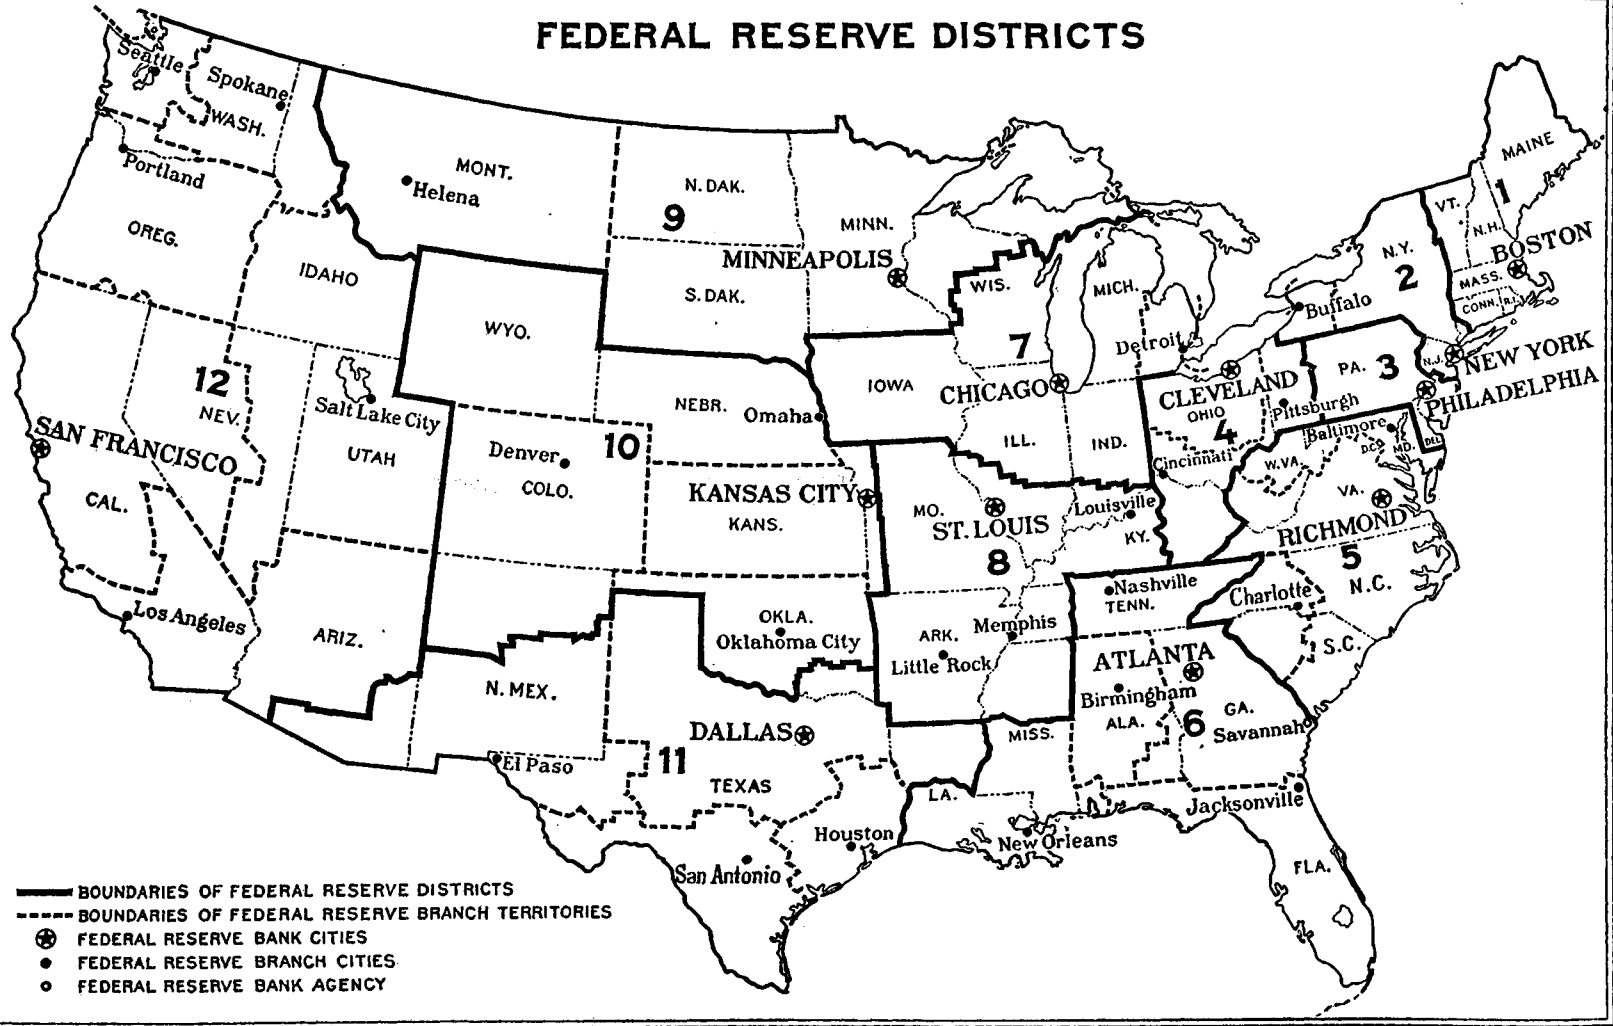 FEDERAL RESERVE DISTRICTS
Seattle
Spokane
WASH.
Portland
OREG.
MONT.
Helena
IDAHO
N. DAK.
9
MINN.
MINNEAPOLIS
S. DAK.
WYO.
WIS.
MICH.
7
Detroit
CHICAGO
IOWA
ILL.
IND.
MAINE
1
VT.
N.H.
BOSTON
MASS.
CONN.
R.I.
N.Y.
2
Buffalo
N.J.
NEW YORK
PA.
3
PHILADELPHIA
CLEVELAND
OHIO
4
Pittsburgh
Cincinnati
Baltimore
D.C.
MD.
DEL.
W.VA.
VA.
RICHMOND
5
N.C.
Charlotte
S.C.
12
NEV.
SAN FRANCISCO
CAL.
Los Angeles
Salt Lake City
UTAH
ARIZ.
NEBR.
Omaha
10
Denver
COLO.
KANSAS CITY
KANS.
MO.
ST. LOUIS
8
Louisville
KY.
Nashville
TENN.
Memphis
ARK.
Little Rock
OKLA.
Oklahoma City
N. MEX.
El Paso
DALLAS
11
TEXAS
Houston
San Antonio
ATLANTA
Birmingham
ALA.
6
GA.
Savannah
MISS.
LA.
New Orleans
Jacksonville
FLA.
BOUNDARIES OF FEDERAL RESERVE DISTRICTS
BOUNDARIES OF FEDERAL RESERVE BRANCH TERRITORIES
FEDERAL RESERVE BANK CITIES
FEDERAL RESERVE BRANCH CITIES
FEDERAL RESERVE BANK AGENCY